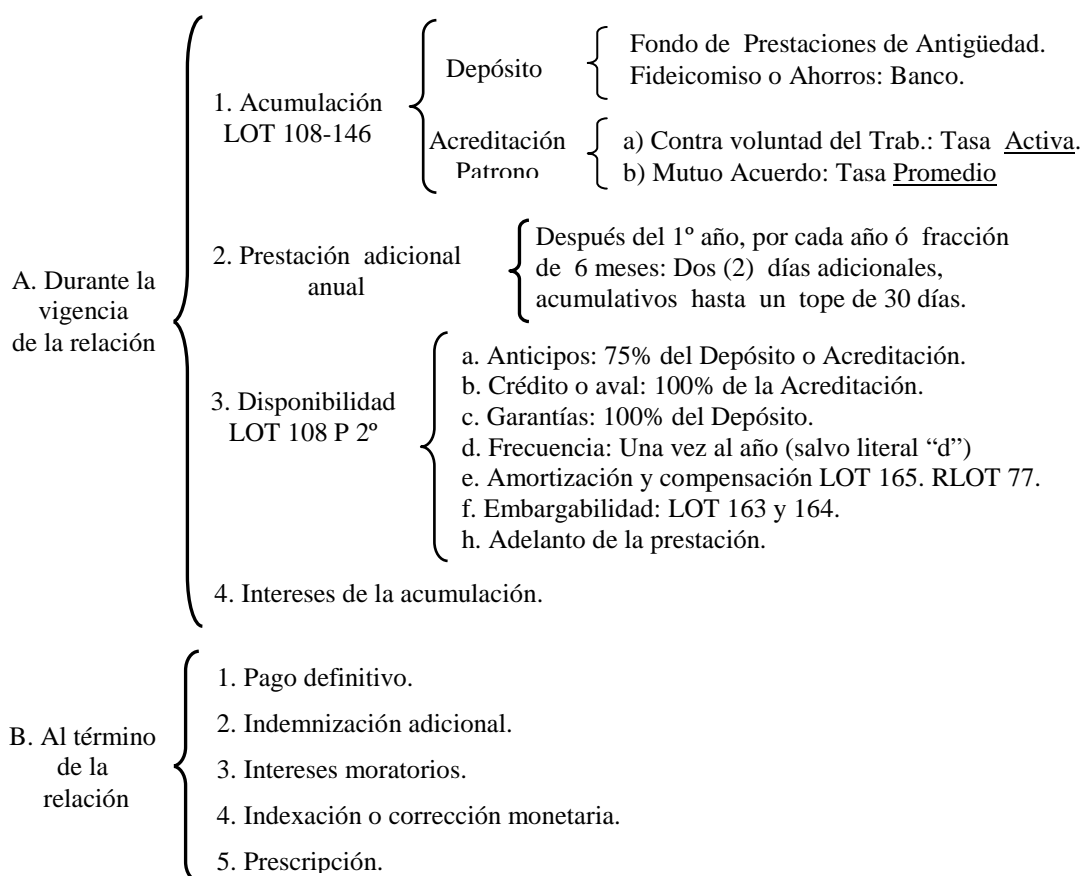 A. Durante la
vigencia
de la relación
1. Acumulación
LOT 108-146
Depósito
Fondo de Prestaciones de Antigüedad.
Fideicomiso o Ahorros: Banco.
Acreditación
Patrono
a) Contra voluntad del Trab.: Tasa Activa.
b) Mutuo Acuerdo: Tasa Promedio
2. Prestación adicional
anual
Después del 1º año, por cada año ó fracción
de 6 meses: Dos (2) días adicionales,
acumulativos hasta un tope de 30 días.
3. Disponibilidad
LOT 108 P 2º
a. Anticipos: 75% del Depósito o Acreditación.
b. Crédito o aval: 100% de la Acreditación.
c. Garantías: 100% del Depósito.
d. Frecuencia: Una vez al año (salvo literal “d”)
e. Amortización y compensación LOT 165. RLOT 77.
f. Embargabilidad: LOT 163 y 164.
h. Adelanto de la prestación.
4. Intereses de la acumulación.
B. Al término
de la
relación
1. Pago definitivo.
2. Indemnización adicional.
3. Intereses moratorios.
4. Indexación o corrección monetaria.
5. Prescripción.